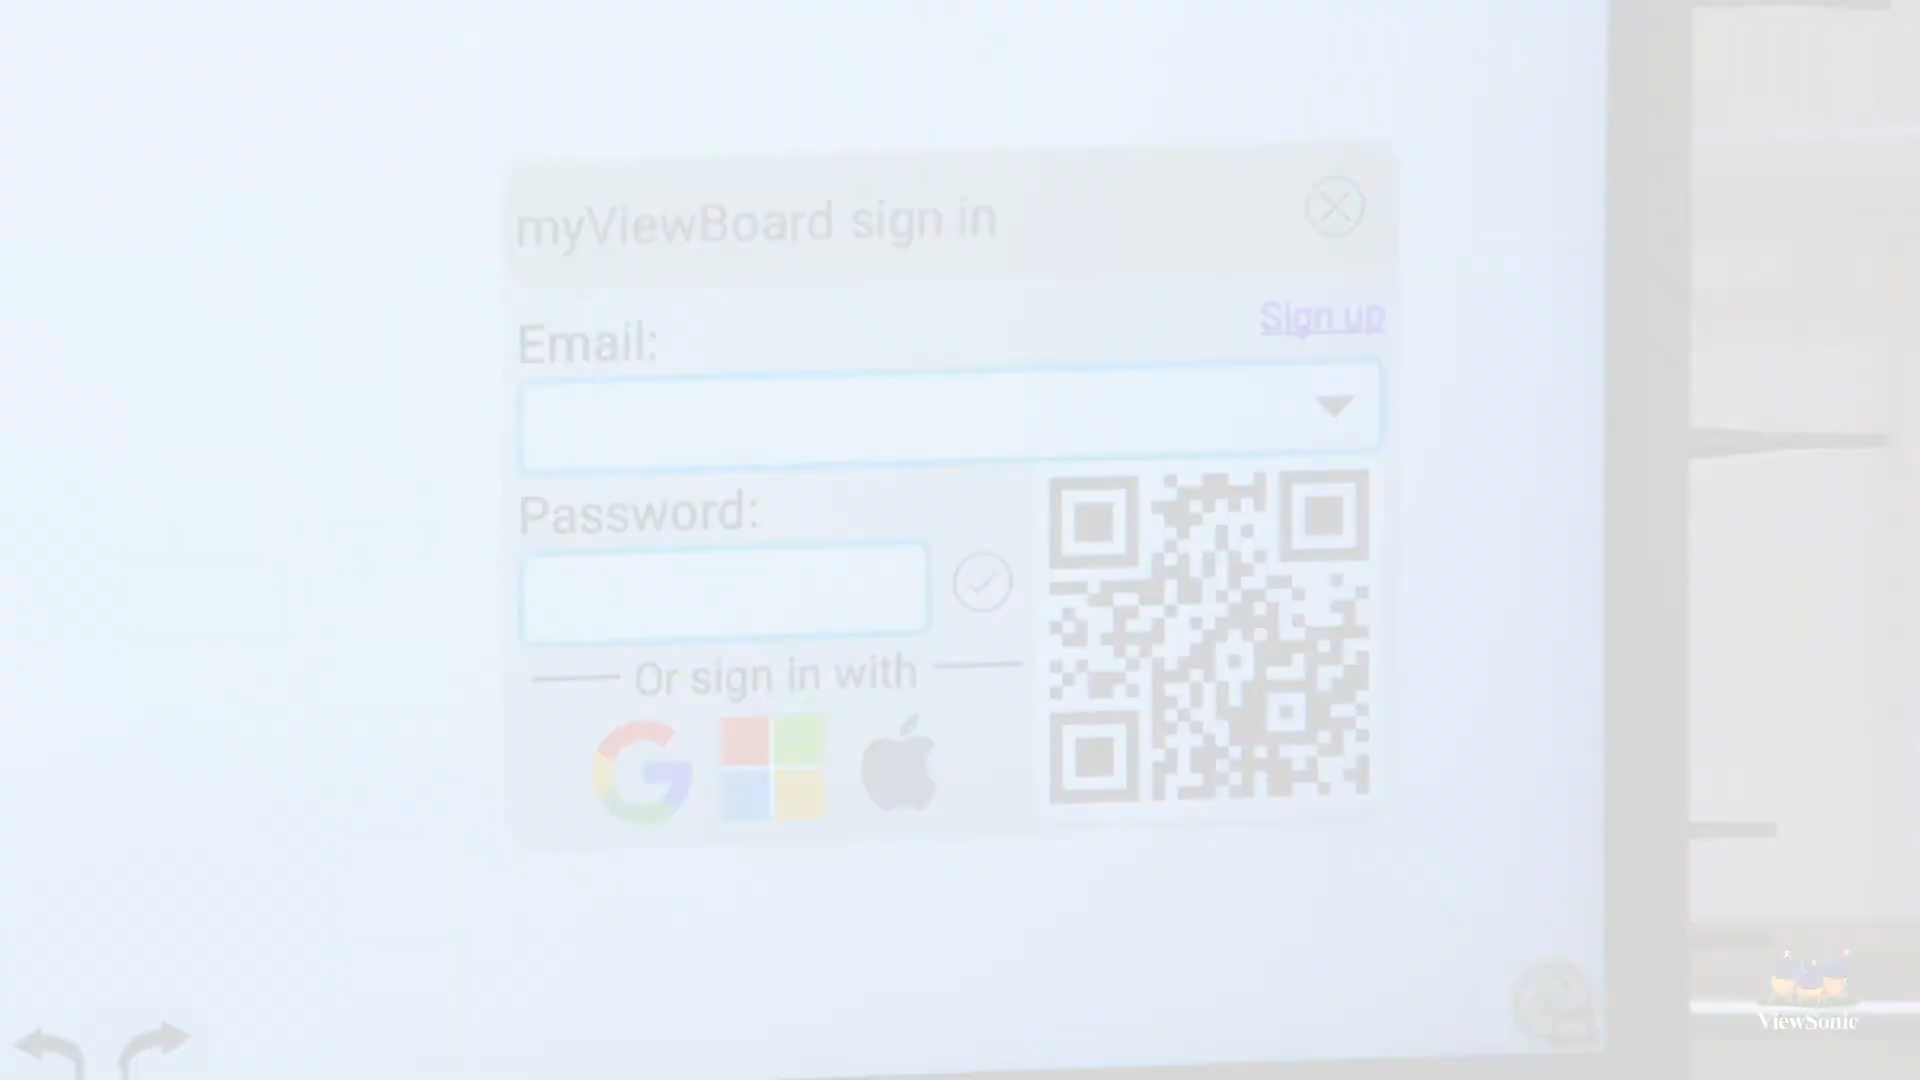 myViewBoard sign in
Sign up
Email:
Password:
Or sign in with
ViewSonic